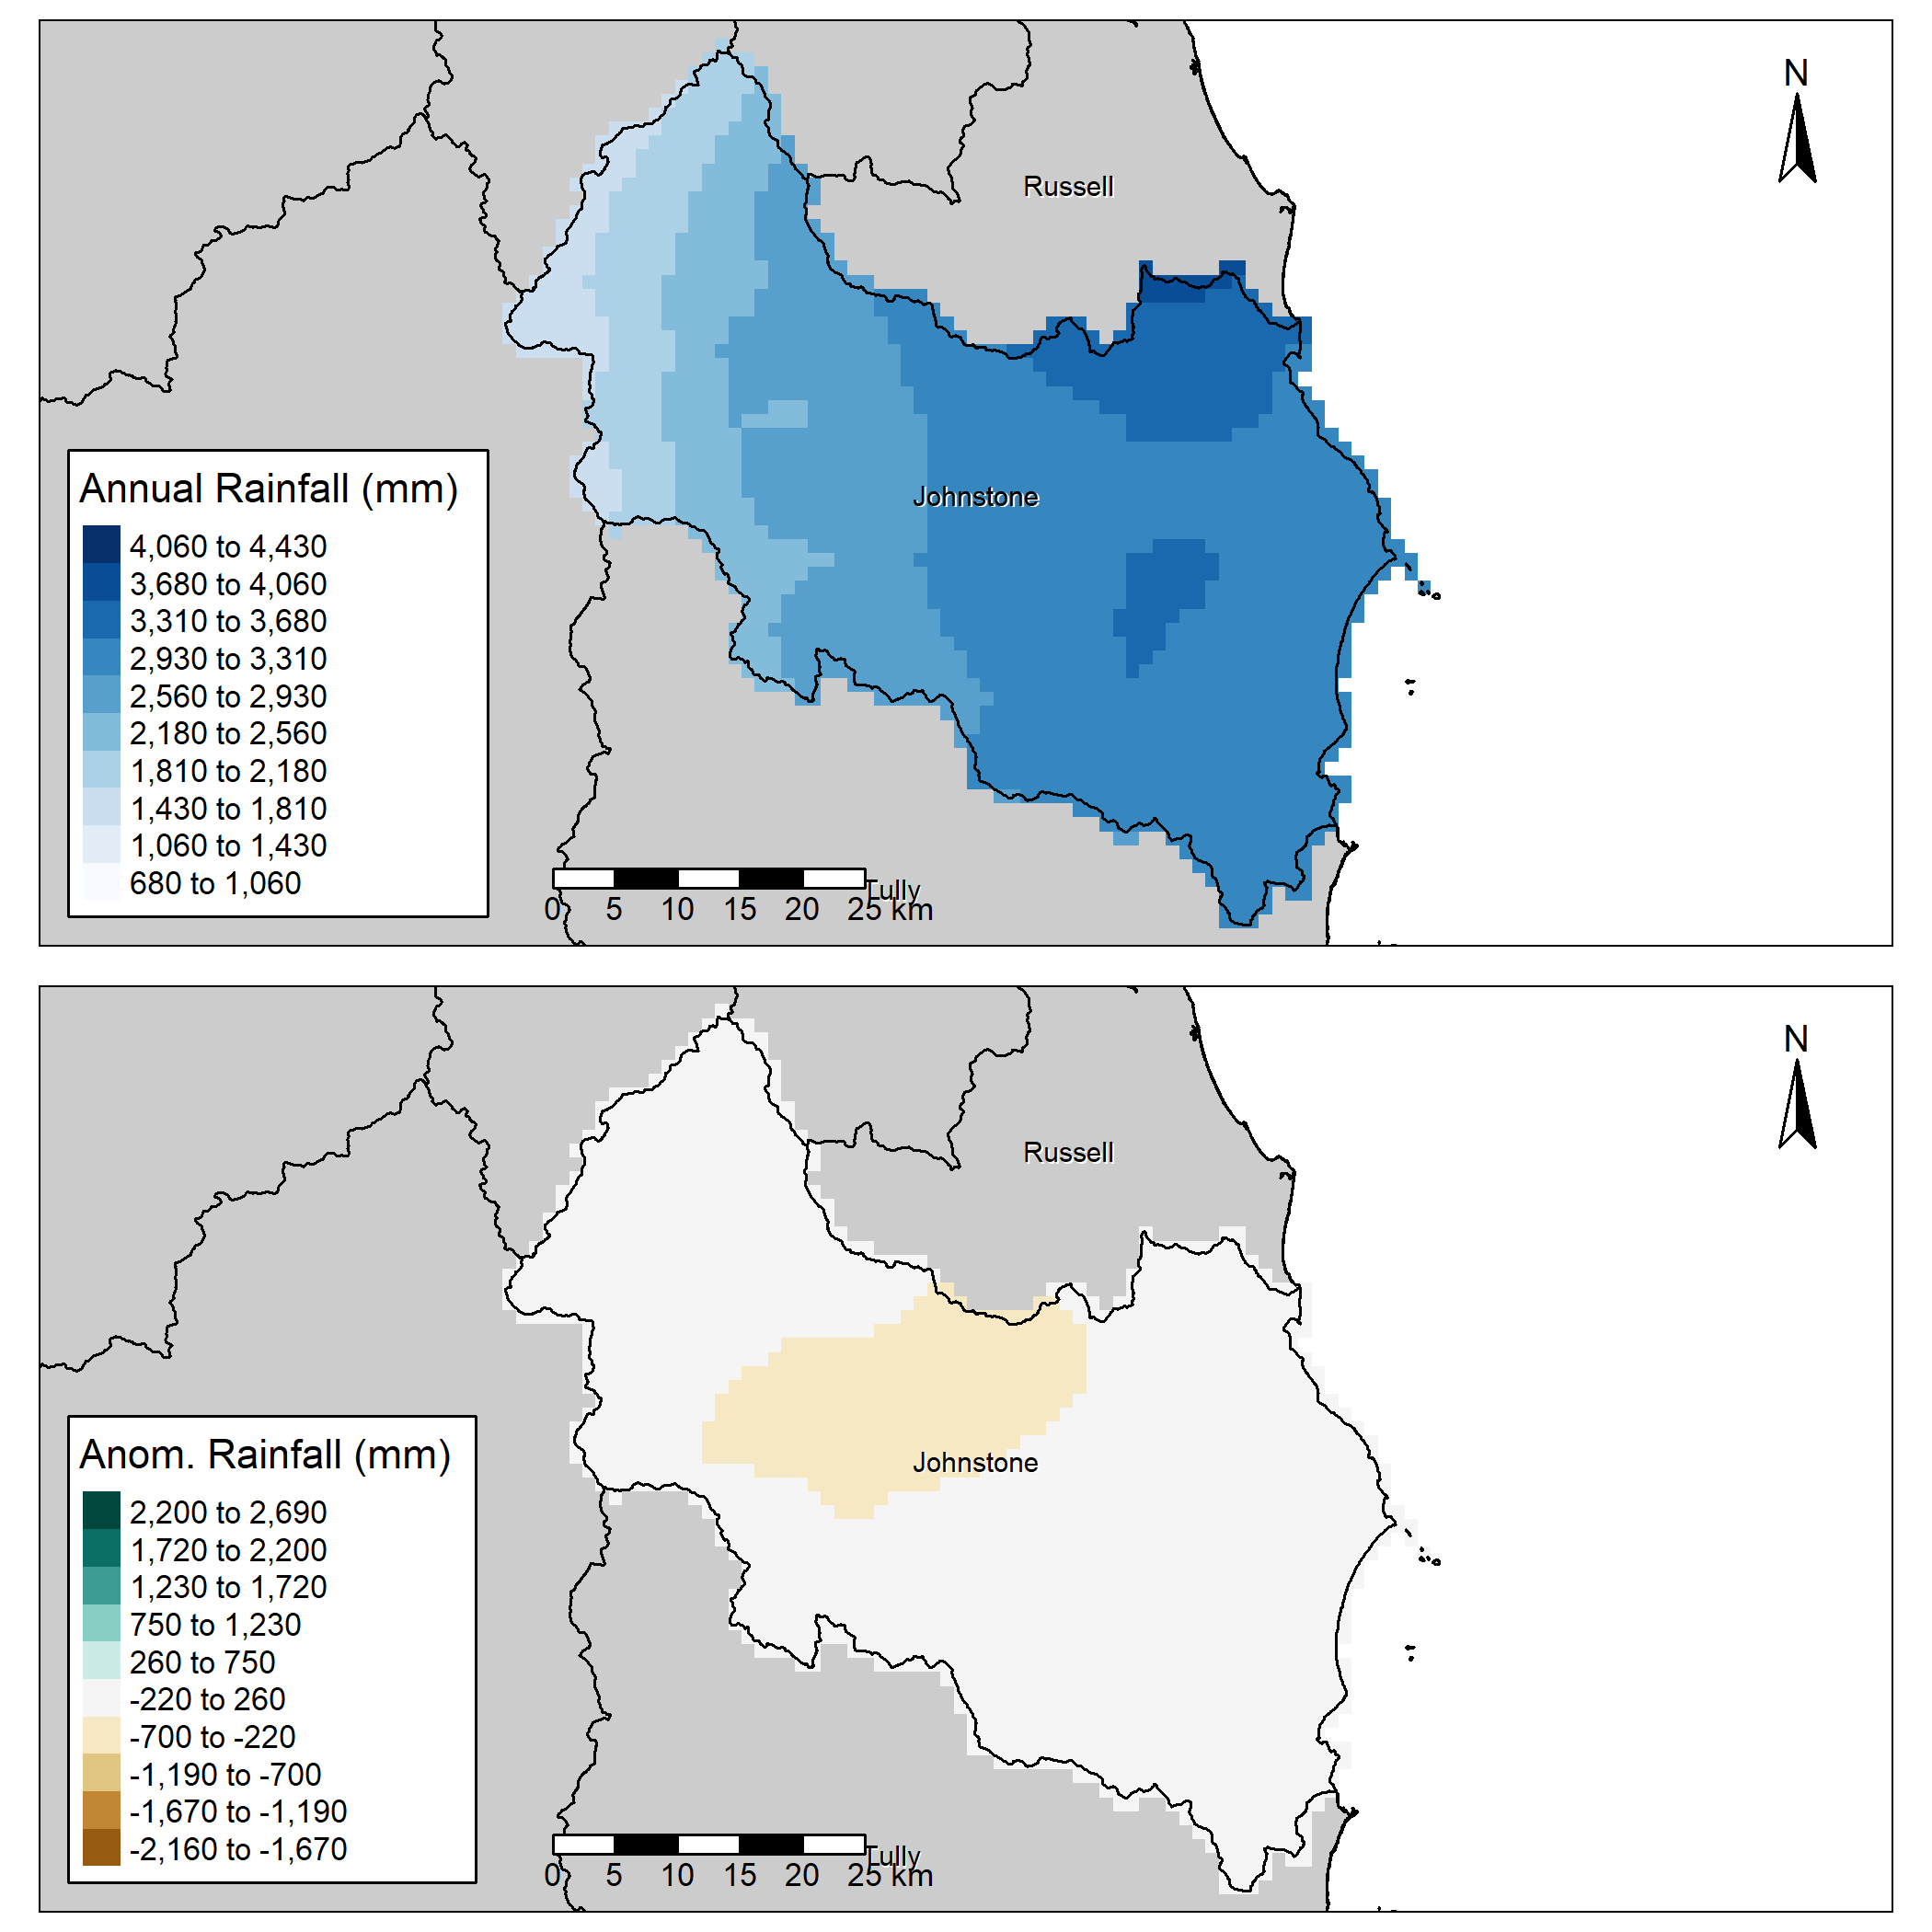 N
Russell
Annual Rainfall (mm)
Johnstone
4,060 to 4,430
3,680 to 4,060
3,310 to 3,680
2,930 to 3,310
2,560 to 2,930
2,180 to 2,560
1,810 to 2,180
1,430 to 1,810
1,060 to 1,430
680 to 1,060
Tully
0 5 10 15 20 25 km
N
Russell
Anom. Rainfall (mm)
Johnstone
2,200 to 2,690
1,720 to 2,200
1,230 to 1,720
750 to 1,230
260 to 750
-220 to 260
-700 to -220
-1,190 to -700
-1,670 to -1,190
-2,160 to -1,670
Tully
0 5 10 15 20 25 km